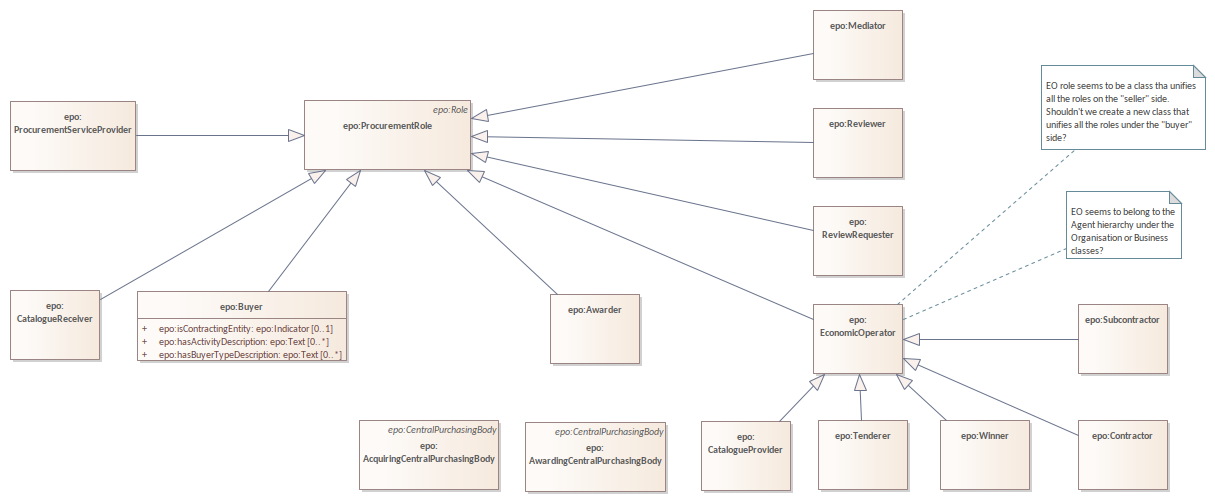 epo:Mediator
EO role seems to be a class tha unifies
all the roles on the "seller" side.
Shouldn't we create a new class that
unifies all the roles under the "buyer"
side?
epo:
ProcurementServiceProvider
epo:Role
epo:ProcurementRole
epo:Reviewer
EO seems to belong to the
Agent hierarchy under the
Organisation or Business
classes?
epo:
ReviewRequester
epo:
CatalogueReceiver
epo:Buyer
+ epo:isContractingEntity: epo:Indicator [0..1]
+ epo:hasActivityDescription: epo:Text [0..*]
+ epo:hasBuyerTypeDescription: epo:Text [0..*]
epo:Awarder
epo:
EconomicOperator
epo:Subcontractor
epo:CentralPurchasingBody
epo:
AcquiringCentralPurchasingBody
epo:CentralPurchasingBody
epo:
AwardingCentralPurchasingBody
epo:
CatalogueProvider
epo:Tenderer
epo:Winner
epo:Contractor